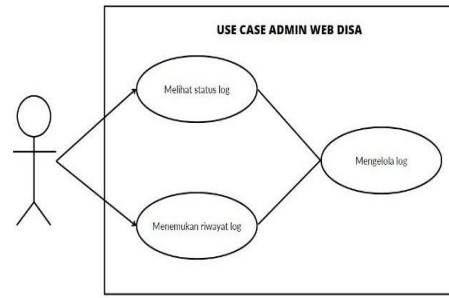 USE CASE ADMIN WEB DISA
Melihat status log
Mengelola log
Menemukan riwayat log